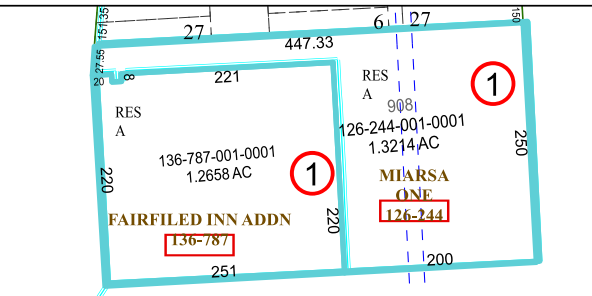 151.35
150
27
6
27
447.33
27.55
20
8
221
RES
A
RES
A
1
908
126-244-001-0001
1.3214 AC
136-787-001-0001
1.2658 AC
1
250
220
MIARSA
ONE
126-244
FAIRFILED INN ADDN
136-787
220
251
200